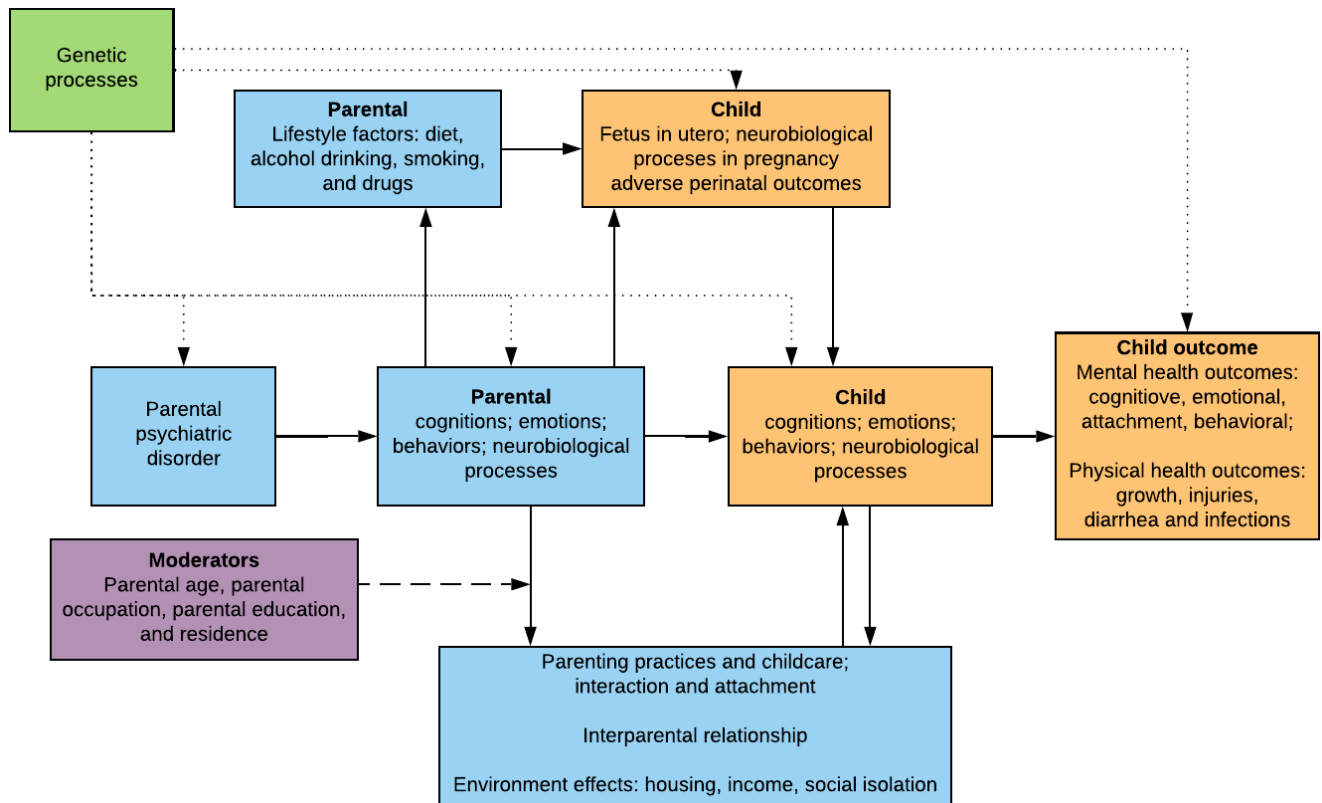 Genetic
processes
Parental
Lifestyle factors: diet,
alcohol drinking, smoking,
and drugs
Child
Fetus in utero; neurobiological
proceses in pregnancy
adverse perinatal outcomes
Parental
psychiatric
disorder
Parental
cognitions; emotions;
behaviors; neurobiological
processes
Child
cognitions; emotions;
behaviors; neurobiological
processes
Child outcome
Mental health outcomes:
cognitiove, emotional,
attachment, behavioral;
Physical health outcomes:
growth, injuries,
diarrhea and infections
Moderators
Parental age, parental
occupation, parental education,
and residence
Parenting practices and childcare;
interaction and attachment
Interparental relationship
Environment effects: housing, income, social isolation